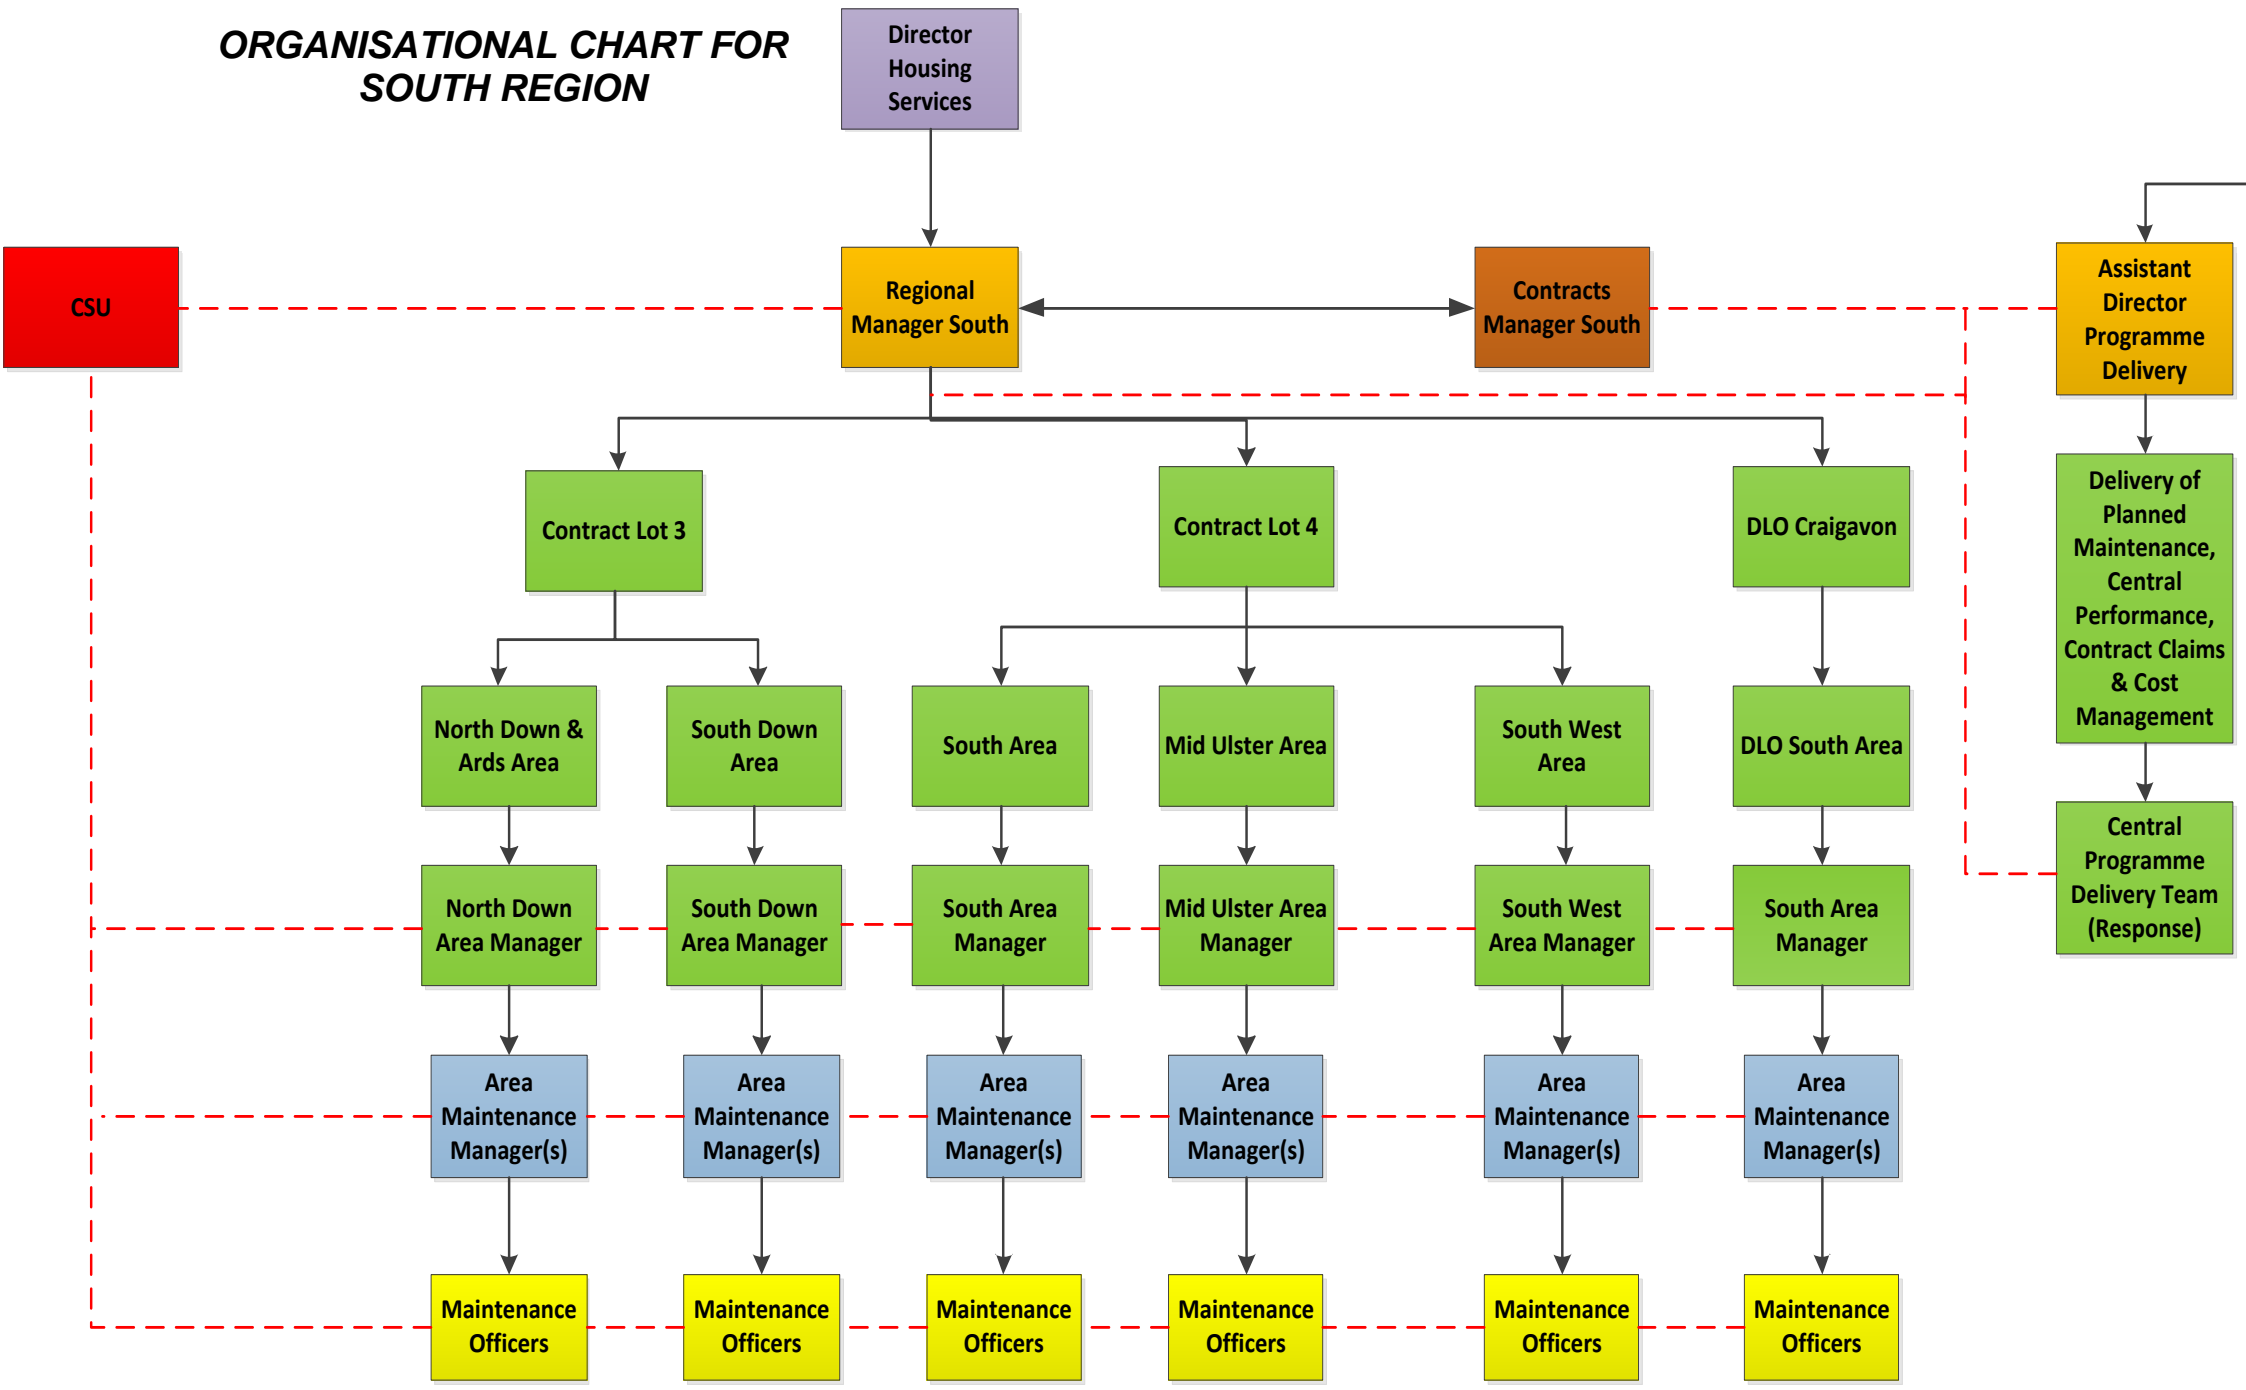 ORGANISATIONAL CHART FOR
SOUTH REGION
Director
Housing
Services
CSU
Regional
Manager South
Contracts
Manager South
Assistant
Director
Programme
Delivery
Contract Lot 3
Contract Lot 4
DLO Craigavon
Delivery of
Planned
Maintenance,
Central
Performance,
Contract Claims
& Cost
Management
North Down &
Ards Area
South Down
Area
South Area
Mid Ulster Area
South West
Area
DLO South Area
Central
Programme
Delivery Team
(Response)
North Down
Area Manager
South Down
Area Manager
South Area
Manager
Mid Ulster Area
Manager
South West
Area Manager
South Area
Manager
Area
Maintenance
Manager(s)
Area
Maintenance
Manager(s)
Area
Maintenance
Manager(s)
Area
Maintenance
Manager(s)
Area
Maintenance
Manager(s)
Area
Maintenance
Manager(s)
Maintenance
Officers
Maintenance
Officers
Maintenance
Officers
Maintenance
Officers
Maintenance
Officers
Maintenance
Officers